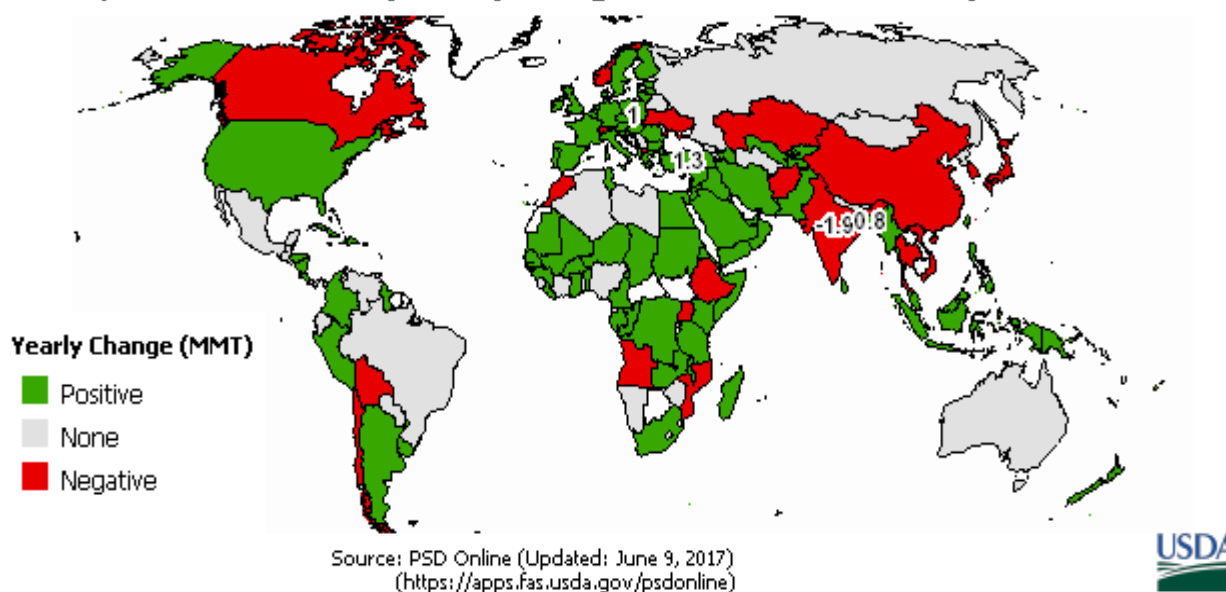 1
1.3
-1.9
0.8
Yearly Change (MMT)
Positive
None
Negative
Source: PSD Online (Updated: June 9, 2017)
(https://apps.fas.usda.gov/psdonline)
USDA